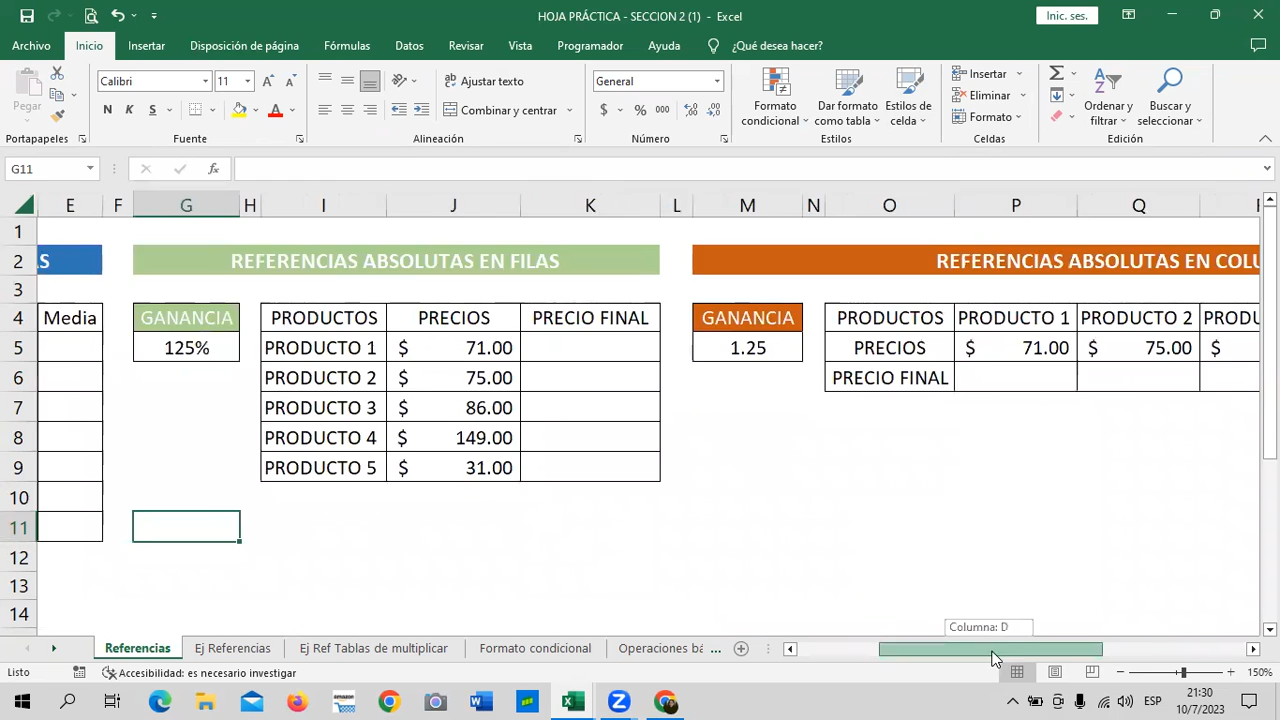 HOJA PRÁCTICA - SECCION 2 (1) - Excel
Inic. ses.
Archivo Inicio Insertar Disposición de página Fórmulas Datos Revisar Vista Programador Ayuda ¿Qué desea hacer?
Pegar
Calibri 11
N K S
Ajustar texto
Combinar y centrar
General
$ % 000
Formato condicional
Dar formato como tabla
Estilos de celda
Insertar
Eliminar
Formato
Ordenar y filtrar
Buscar y seleccionar
Portapapeles Fuente Alineación Número Estilos Celdas Edición
G11 fx
E F G H I J K L M N O P Q
1
2 AS REFERENCIAS ABSOLUTAS EN FILAS REFERENCIAS ABSOLUTAS EN COLU
3
4 Media GANANCIA PRODUCTOS PRECIOS PRECIO FINAL GANANCIA PRODUCTOS PRODUCTO 1 PRODUCTO 2 PRODU
5 125% PRODUCTO 1 $ 71.00 1.25 PRECIOS $ 71.00 $ 75.00 $
6 PRODUCTO 2 $ 75.00 PRECIO FINAL
7 PRODUCTO 3 $ 86.00
8 PRODUCTO 4 $ 149.00
9 PRODUCTO 5 $ 31.00
10
11
12
13
14
Columna: D
Referencias Ej Referencias Ej Ref Tablas de multiplicar Formato condicional Operaciones bá ...
Listo Accesibilidad: es necesario investigar 150%
ESP
21:30
10/7/2023